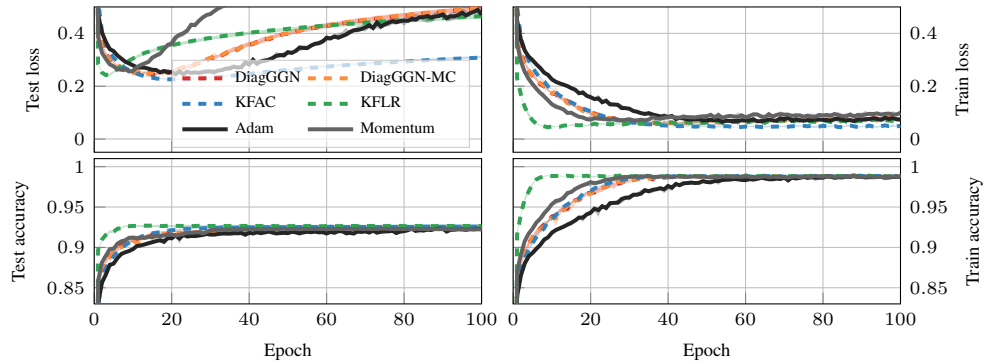 0.4
0.2
0
Test loss
DiagGGN
DiagGGN-MC
KFAC
KFLR
Adam
Momentum
0.4
0.2
0
Train loss
1
0.95
0.9
0.85
Test accuracy
0 20 40 60 80 100
Epoch
1
0.95
0.9
0.85
Train accuracy
0 20 40 60 80 100
Epoch